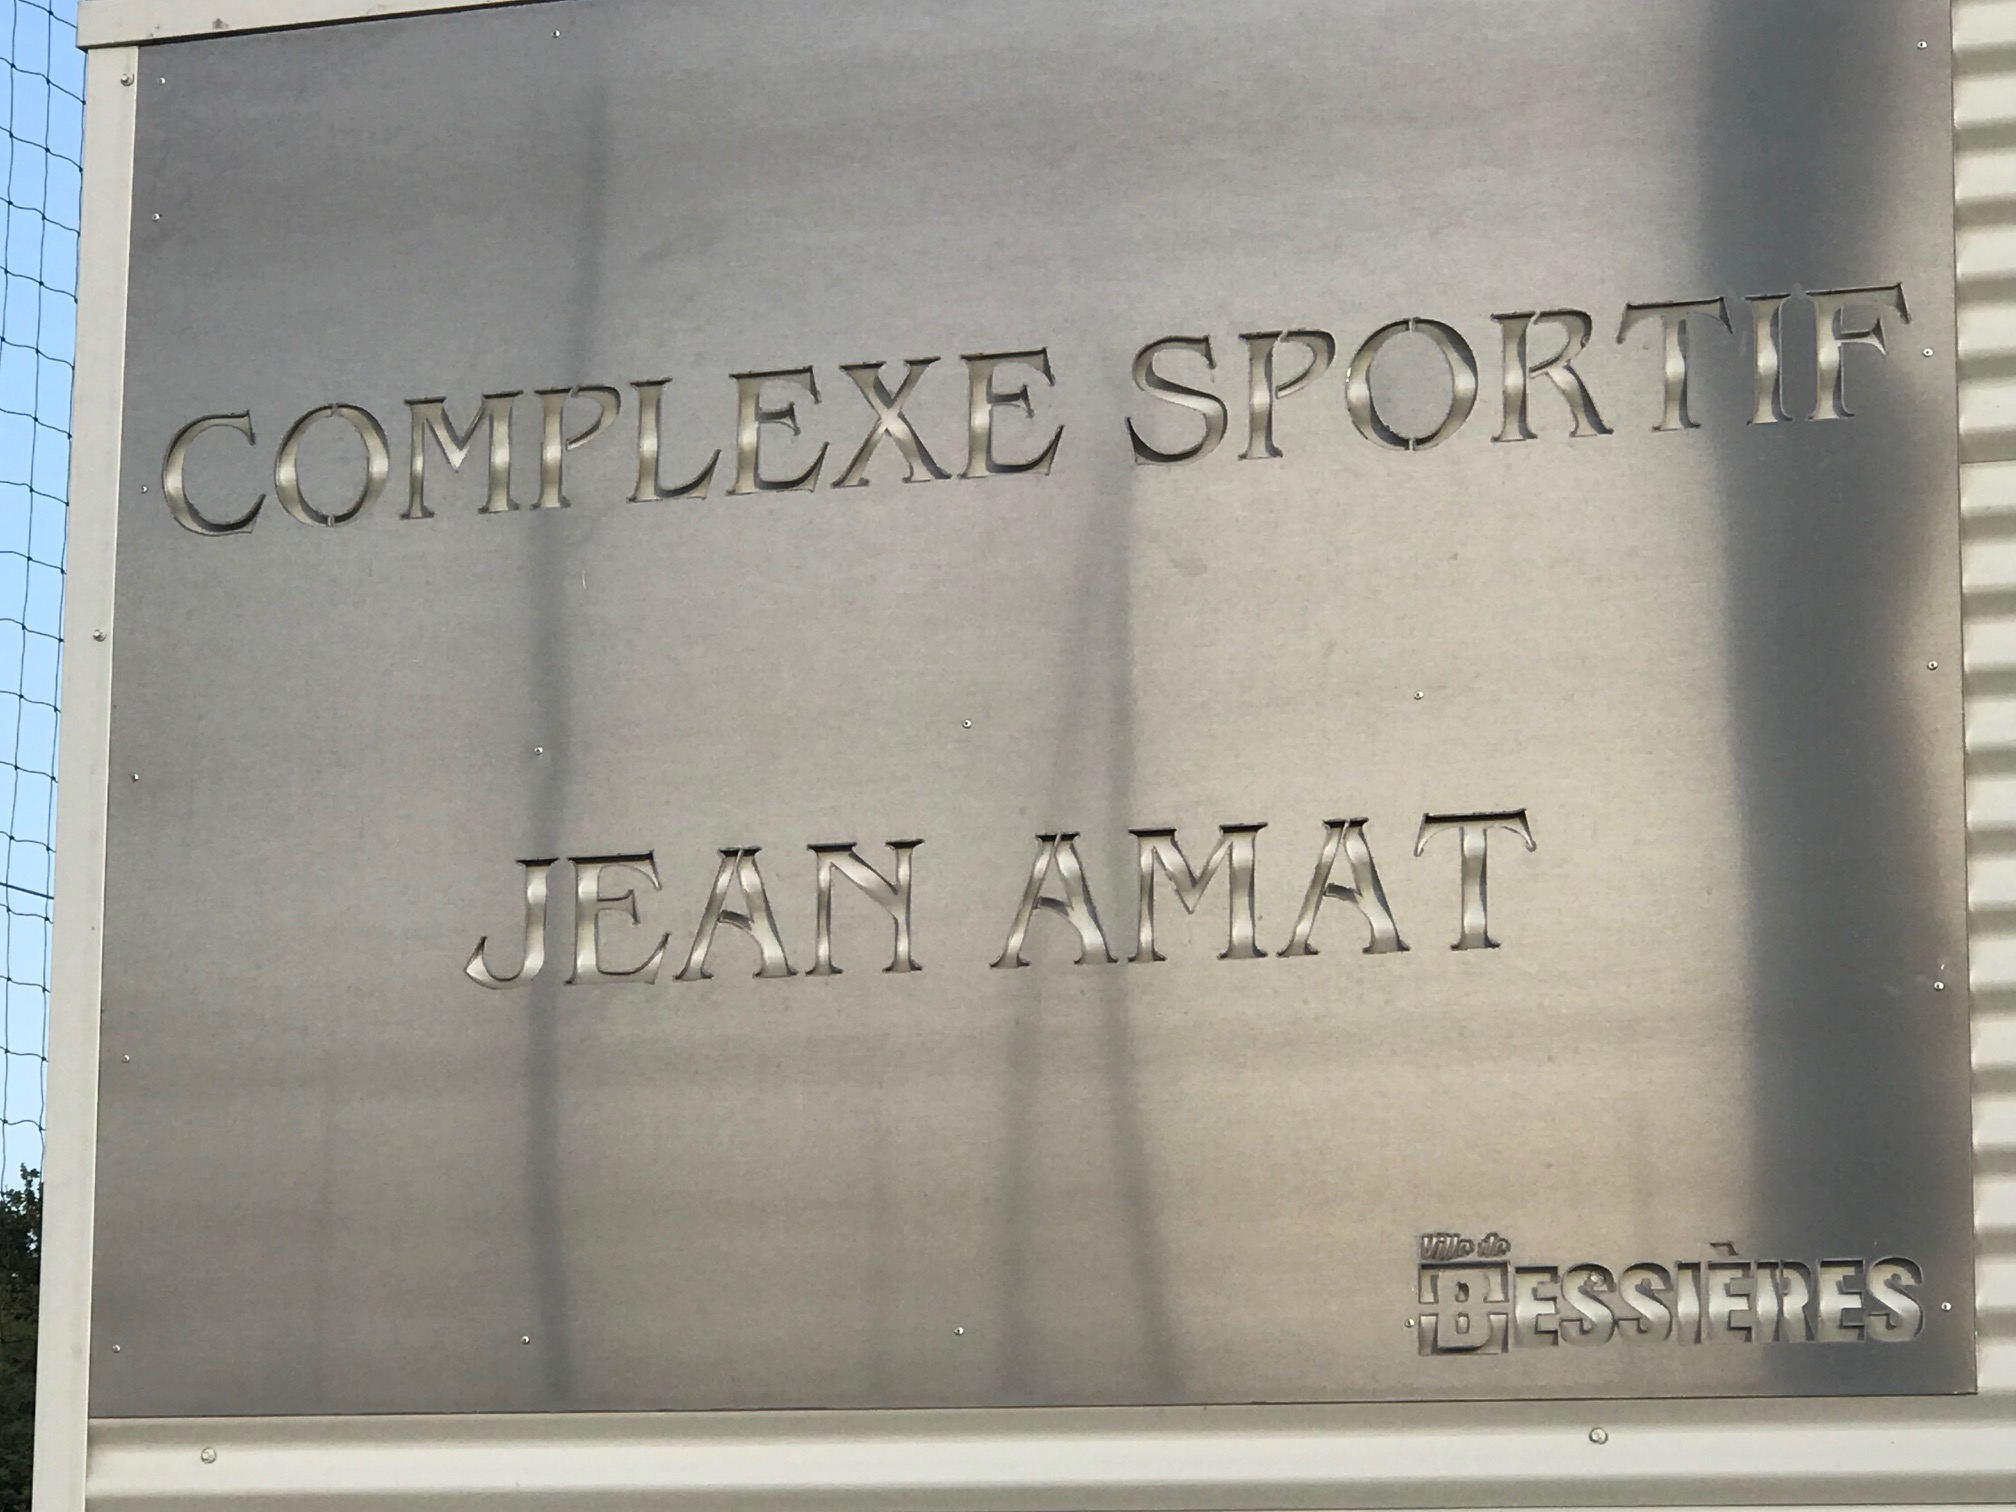 COMPLEXE SPORTIF
JEAN AMAT
Ville de
BESSIÈRES